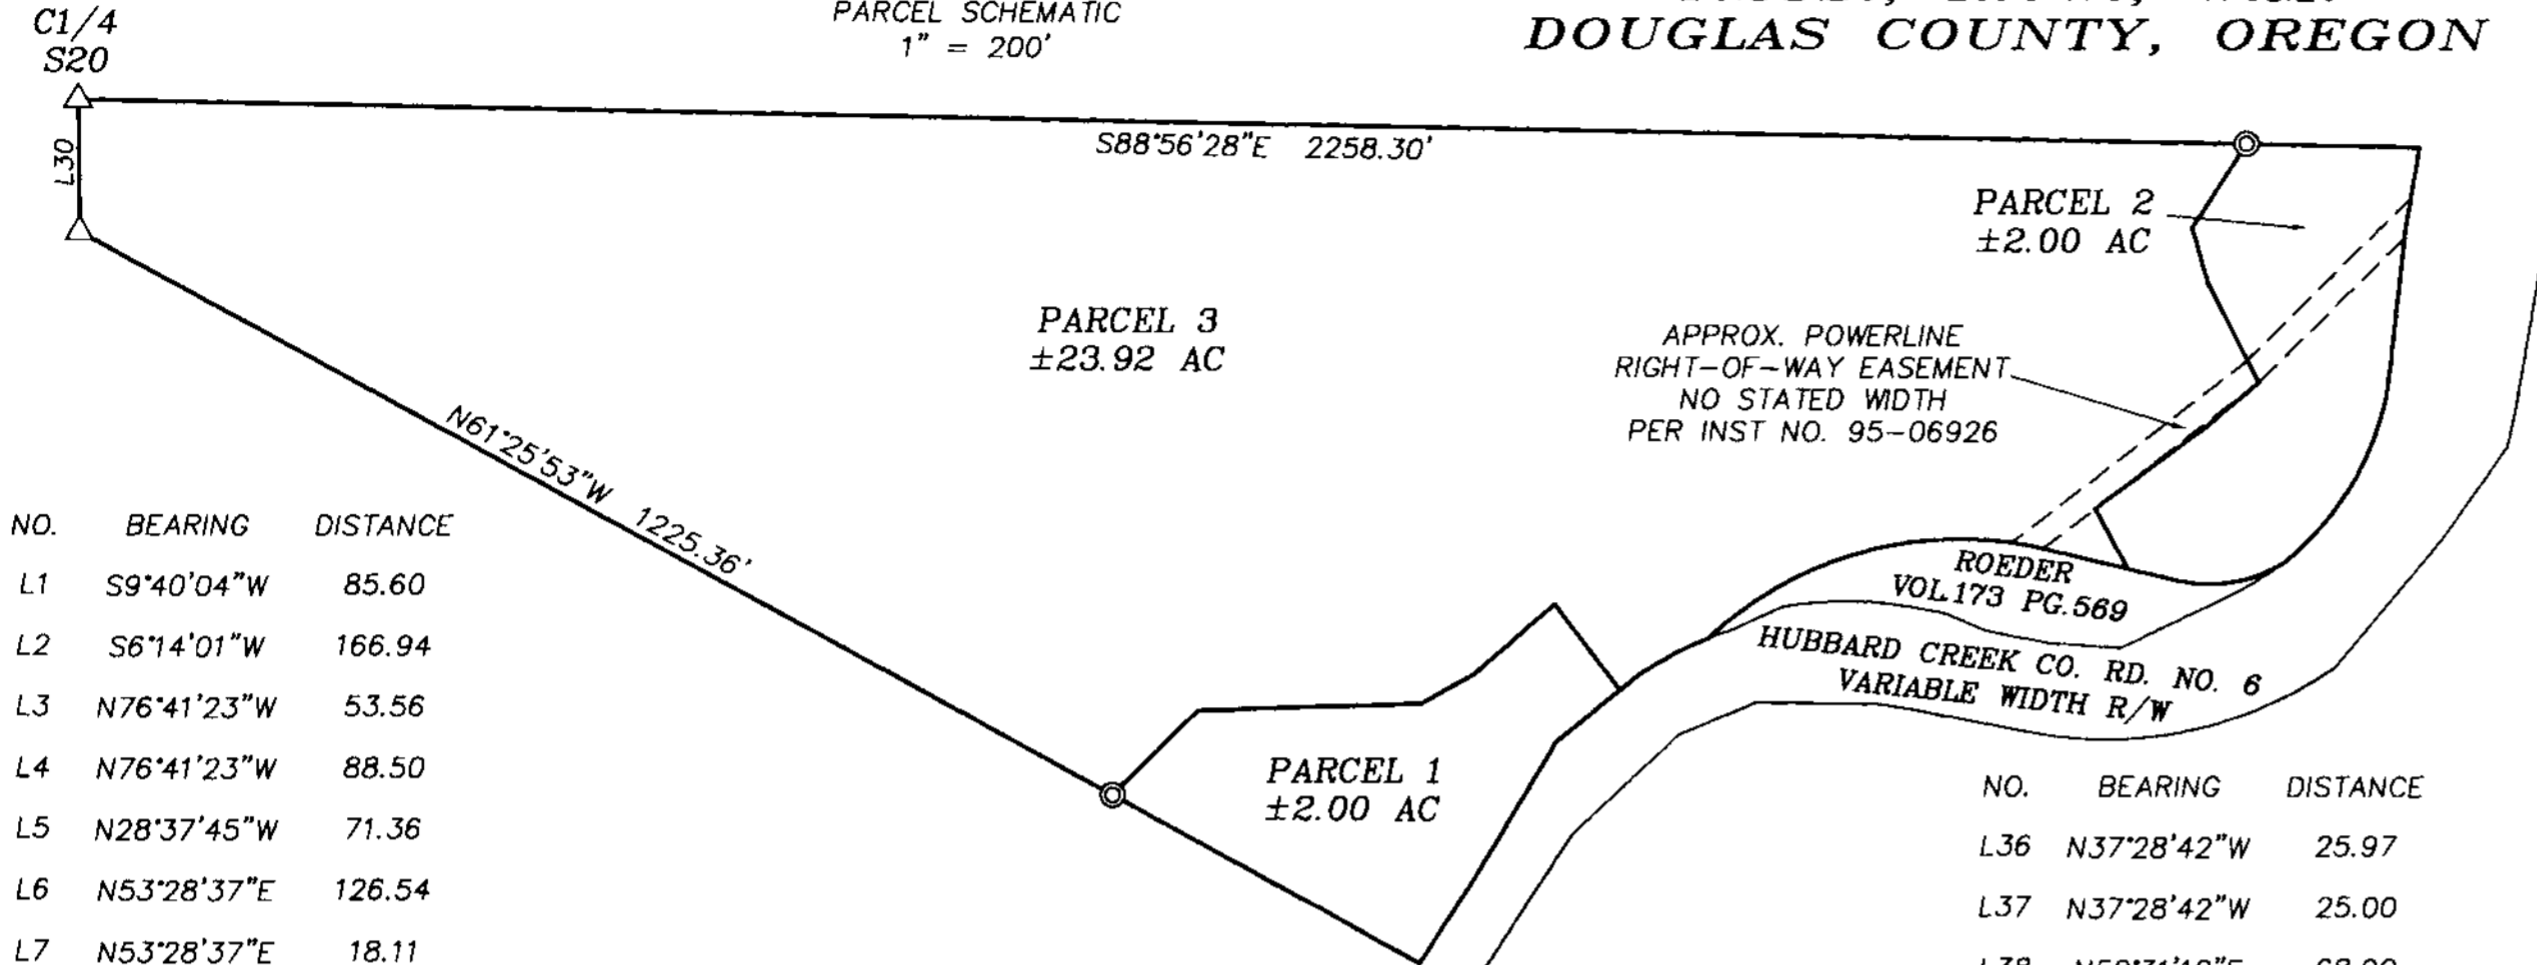 C1/4
S20
PARCEL SCHEMATIC
1" = 200'
DOUGLAS COUNTY, OREGON
L30
S88°56'28"E 2258.30'
PARCEL 2
±2.00 AC
PARCEL 3
±23.92 AC
APPROX. POWERLINE
RIGHT-OF-WAY EASEMENT
NO STATED WIDTH
PER INST NO. 95-06926
N61°25'53"W 1225.36'
ROEDER
VOL.173 PG.569
HUBBARD CREEK CO. RD. NO. 6
VARIABLE WIDTH R/W
PARCEL 1
±2.00 AC
NO. BEARING DISTANCE
L1 S9°40'04"W 85.60
L2 S6°14'01"W 166.94
L3 N76°41'23"W 53.56
L4 N76°41'23"W 88.50
L5 N28°37'45"W 71.36
L6 N53°28'37"E 126.54
L7 N53°28'37"E 18.11
NO. BEARING DISTANCE
L36 N37°28'42"W 25.97
L37 N37°28'42"W 25.00
L38